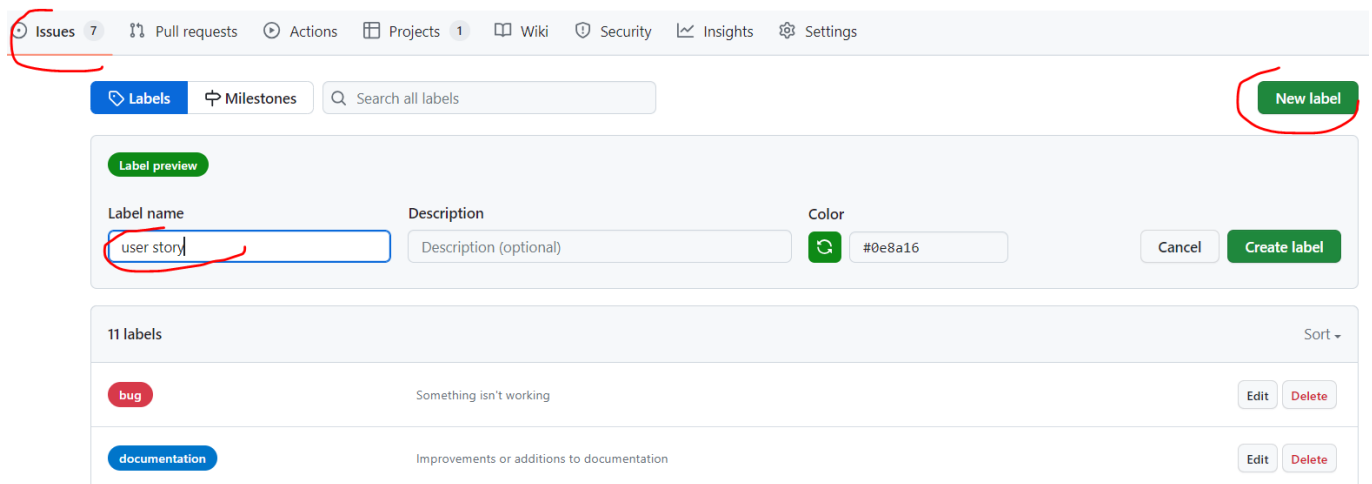 Issues 7 Pull requests Actions Projects 1 Wiki Security Insights Settings
Labels Milestones Search all labels New label
Label preview
Label name Description Color
user story Description (optional) #0e8a16 Cancel Create label
11 labels Sort
bug Something isn't working Edit Delete
documentation Improvements or additions to documentation Edit Delete